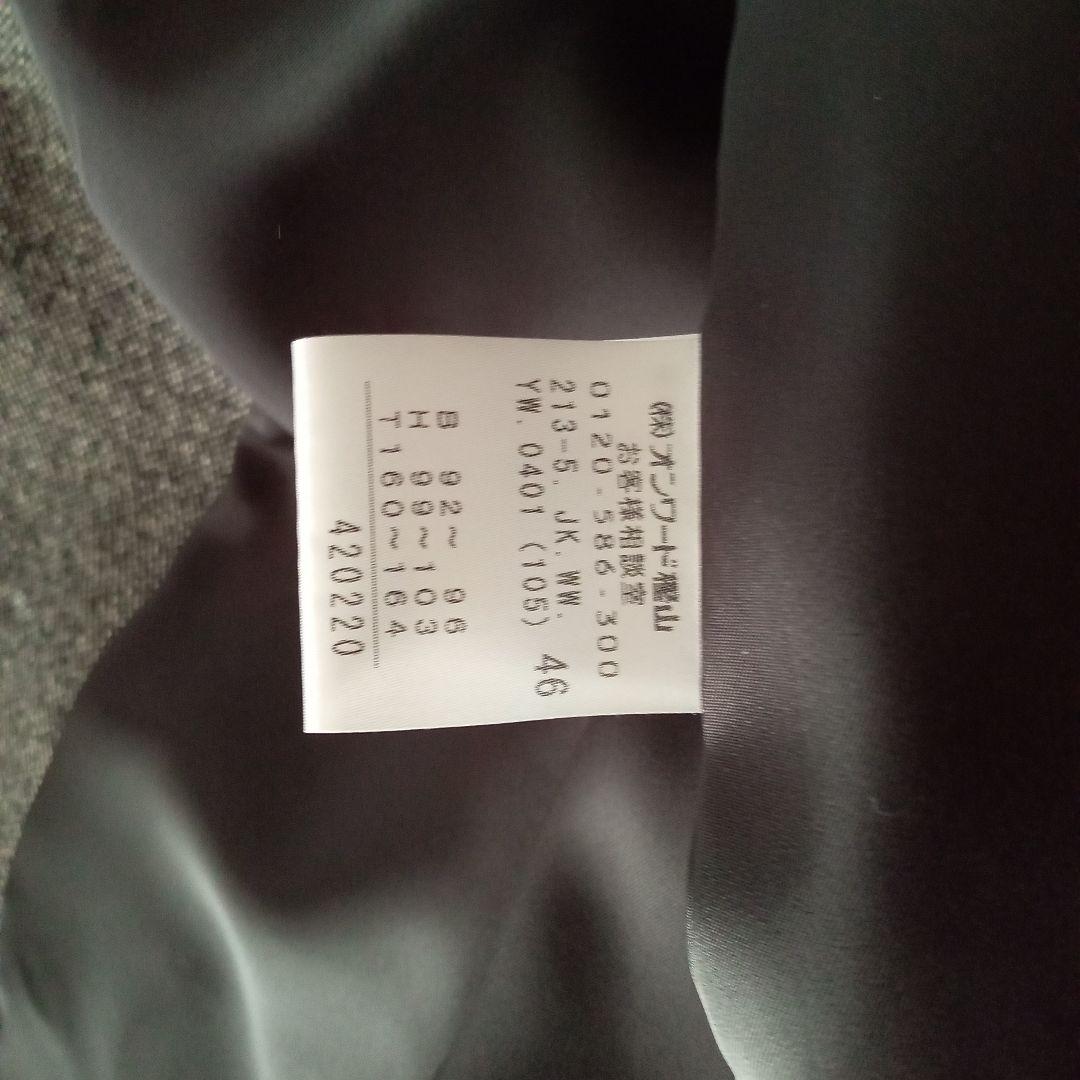 ㈱オンワード樫山
お客様相談室
0120-586-300
213-5. JK. WW.
YW. 0401 (105) 46
B 92~ 96
H 99~103
T160~164
420220